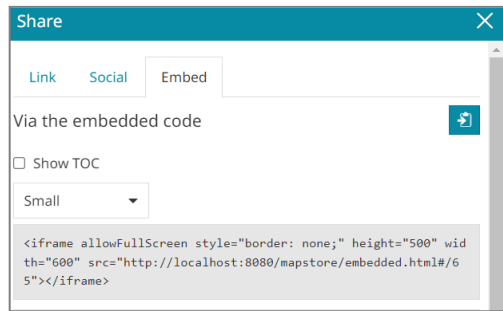 Share
Link Social Embed
Via the embedded code
Show TOC
Small
<iframe allowFullScreen style="border: none;" height="500" wid
th="600" src="http://localhost:8080/mapstore/embedded.html#/6
5"></iframe>